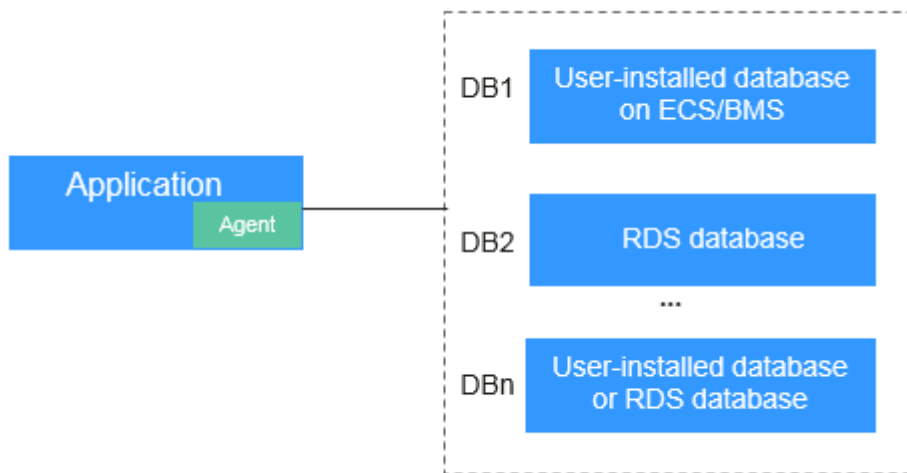 Application
Agent
DB1
User-installed database
on ECS/BMS
DB2
RDS database
...
DBn
User-installed database
or RDS database